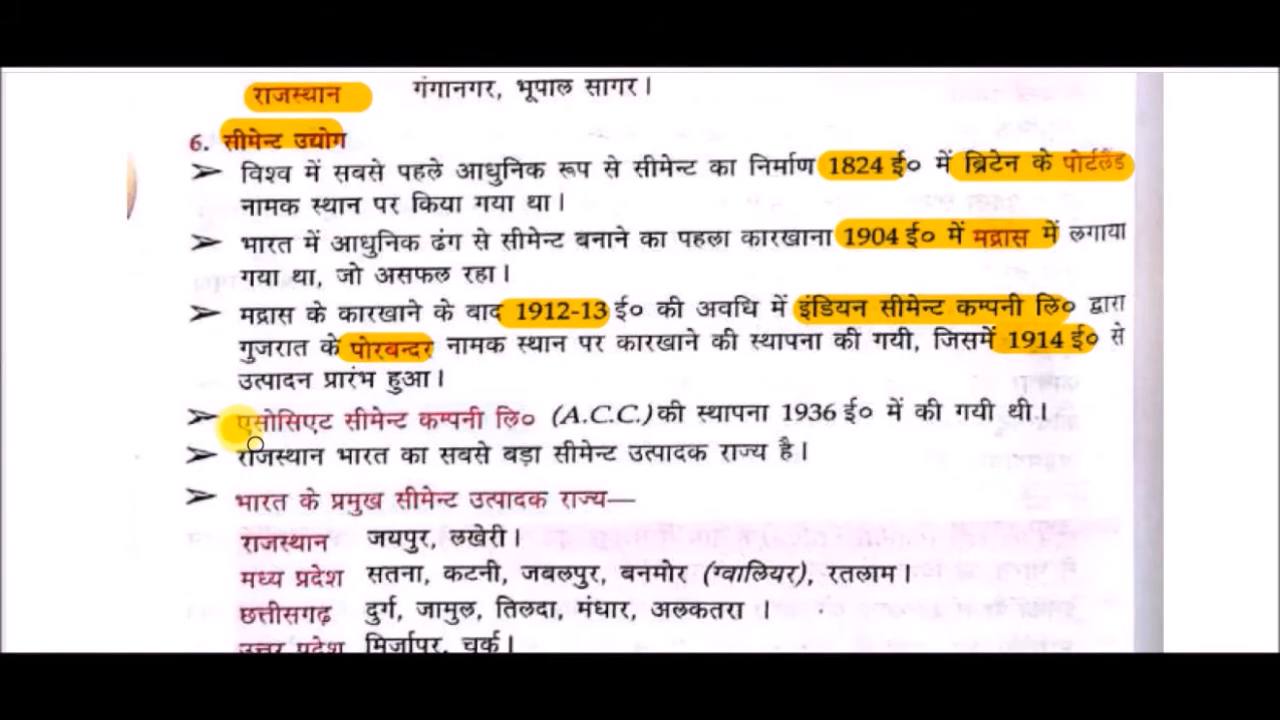 राजस्थान गंगानगर, भूपाल सागर।
6. सीमेन्ट उद्योग
➢ विश्व में सबसे पहले आधुनिक रूप से सीमेन्ट का निर्माण 1824 ई० में ब्रिटेन के पोर्टलैंड
नामक स्थान पर किया गया था।
➢ भारत में आधुनिक ढंग से सीमेन्ट बनाने का पहला कारखाना 1904 ई० में मद्रास में लगाया
गया था, जो असफल रहा।
➢ मद्रास के कारखाने के बाद 1912-13 ई० की अवधि में इंडियन सीमेन्ट कम्पनी लि० द्वारा
गुजरात के पोरबन्दर नामक स्थान पर कारखाने की स्थापना की गयी, जिसमें 1914 ई० से
उत्पादन प्रारंभ हुआ।
➢ एसोसिएट सीमेन्ट कम्पनी लि० (A.C.C.) की स्थापना 1936 ई० में की गयी थी।
➢ राजस्थान भारत का सबसे बड़ा सीमेन्ट उत्पादक राज्य है।
➢ भारत के प्रमुख सीमेन्ट उत्पादक राज्य—
राजस्थान जयपुर, लखेरी।
मध्य प्रदेश सतना, कटनी, जबलपुर, बनमोर (ग्वालियर), रतलाम।
छत्तीसगढ़ दुर्ग, जामुल, तिलदा, मंधार, अलकतरा ।
उत्तर प्रदेश मिर्जापुर, चुर्क।